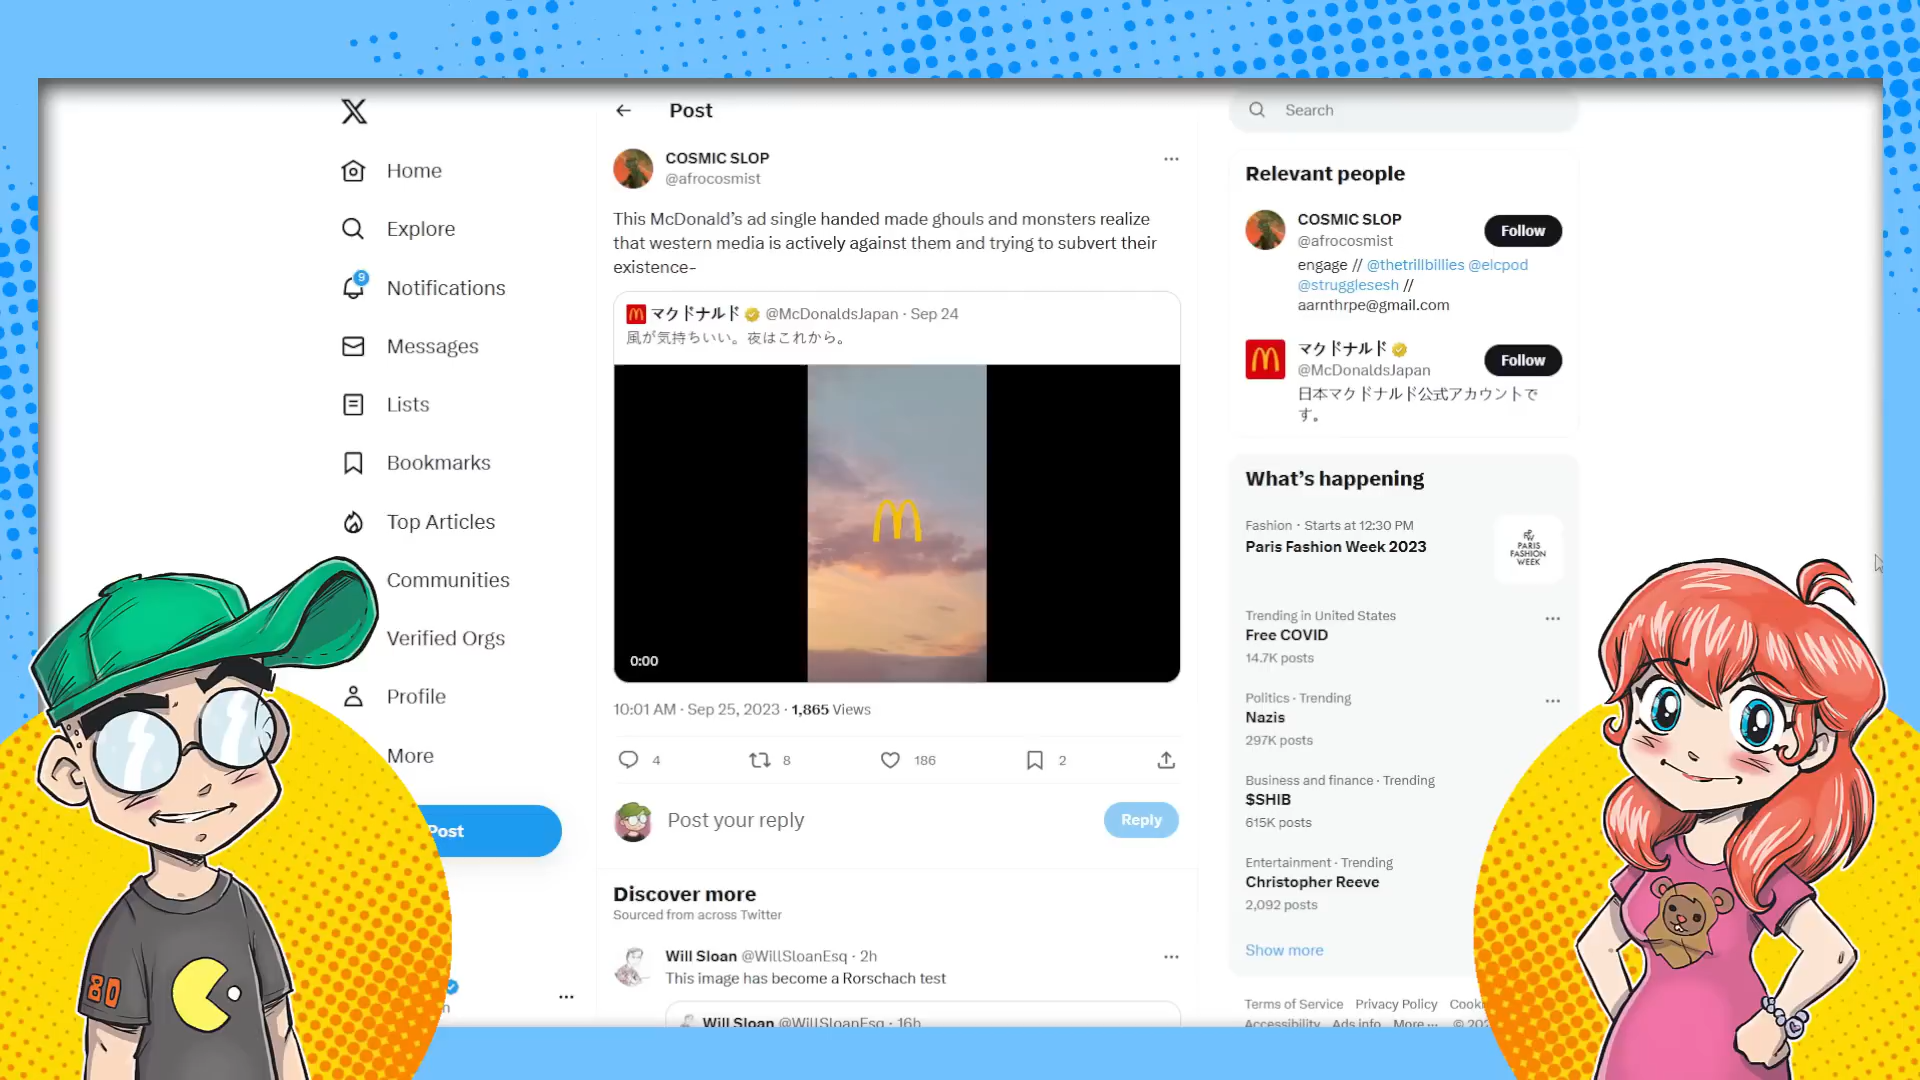 Home
Explore
9
Notifications
Messages
Lists
Bookmarks
Top Articles
Communities
Verified Orgs
Profile
More
Post
80
Post
COSMIC SLOP
@afrocosmist
This McDonald's ad single handed made ghouls and monsters realize
that western media is actively against them and trying to subvert their
existence-
マクドナルド @McDonaldsJapan · Sep 24
風が気持ちいい。夜はこれから。
0:00
10:01 AM · Sep 25, 2023 · 1,865 Views
4 8 186 2
Post your reply
Reply
Discover more
Sourced from across Twitter
Will Sloan @WillSloanEsq · 2h
This image has become a Rorschach test
Will Sloan @WillSloanEsq · 16h
Search
Relevant people
COSMIC SLOP
@afrocosmist
Follow
engage // @thetrillbillies @elcpod
@strugglesesh //
aarnthrpe@gmail.com
マクドナルド
@McDonaldsJapan
Follow
日本マクドナルド公式アカウントで
す。
What's happening
Fashion · Starts at 12:30 PM
Paris Fashion Week 2023
PARIS
FASHION
WEEK
Trending in United States
Free COVID
14.7K posts
Politics · Trending
Nazis
297K posts
Business and finance · Trending
$SHIB
615K posts
Entertainment · Trending
Christopher Reeve
2,092 posts
Show more
Terms of Service Privacy Policy
Accessibility Ads info More ...